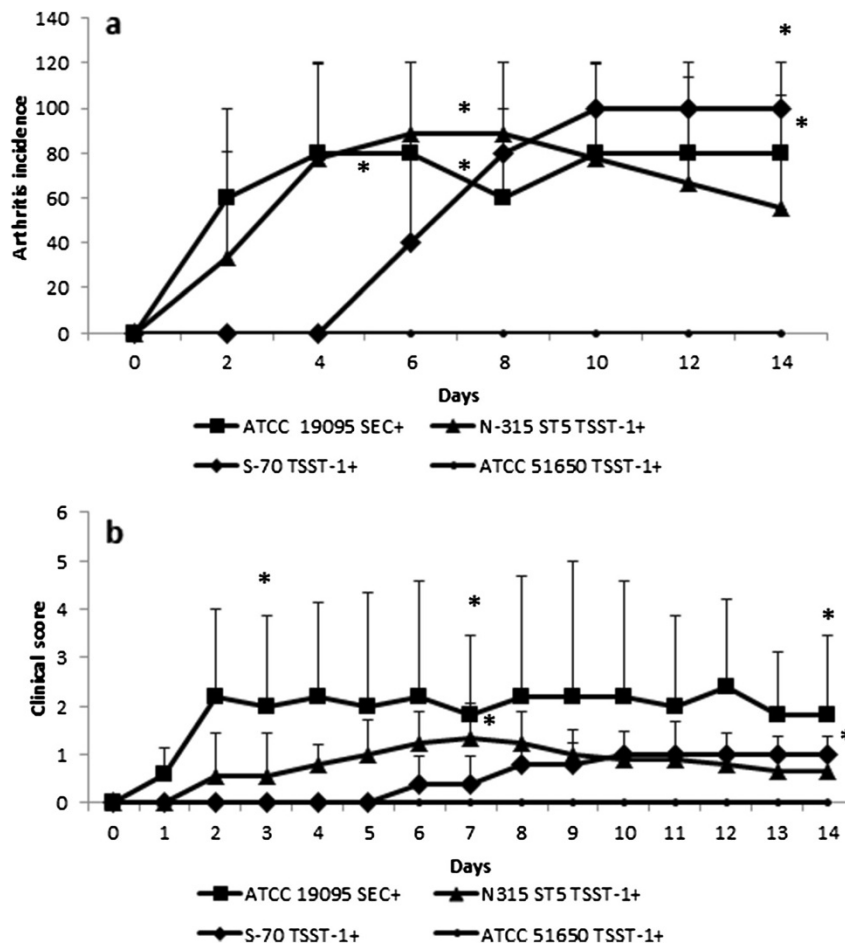 a
*
140
120
100
80
60
40
20
0
Arthritis incidence
*
*
*
*
0 2 4 6 8 10 12 14
Days
ATCC 19095 SEC+ N-315 ST5 TSST-1+
S-70 TSST-1+ ATCC 51650 TSST-1+
b
6
5
4
3
2
1
0
Clinical score
*
*
*
*
*
0 1 2 3 4 5 6 7 8 9 10 11 12 13 14
Days
ATCC 19095 SEC+ N315 ST5 TSST-1+
S-70 TSST-1+ ATCC 51650 TSST-1+